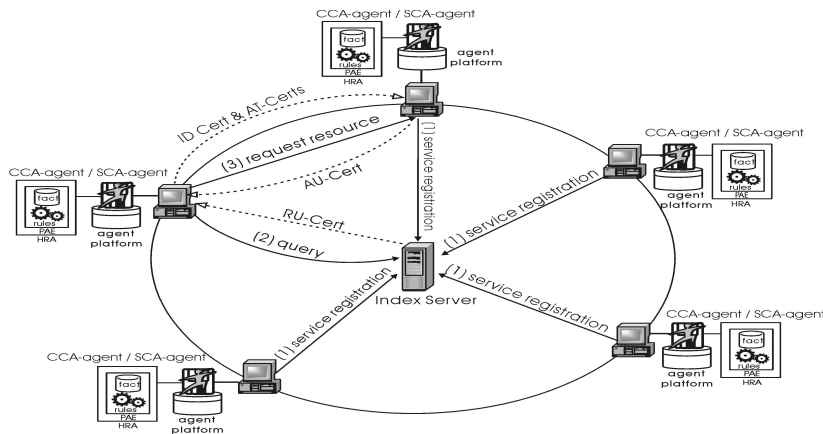 CCA-agent / SCA-agent
fact
rules
PAE
HRA
agent
platform
ID Cert & AT-Certs
(3) request resource
AU-Cert
(1) service registration
CCA-agent / SCA-agent
fact
rules
PAE
HRA
agent
platform
CCA-agent / SCA-agent
agent
platform
fact
rules
PAE
HRA
(1) service registration
RU-Cert
(2) query
Index Server
(1) service registration
(1) service registration
CCA-agent / SCA-agent
agent
platform
fact
rules
PAE
HRA
CCA-agent / SCA-agent
fact
rules
PAE
HRA
agent
platform